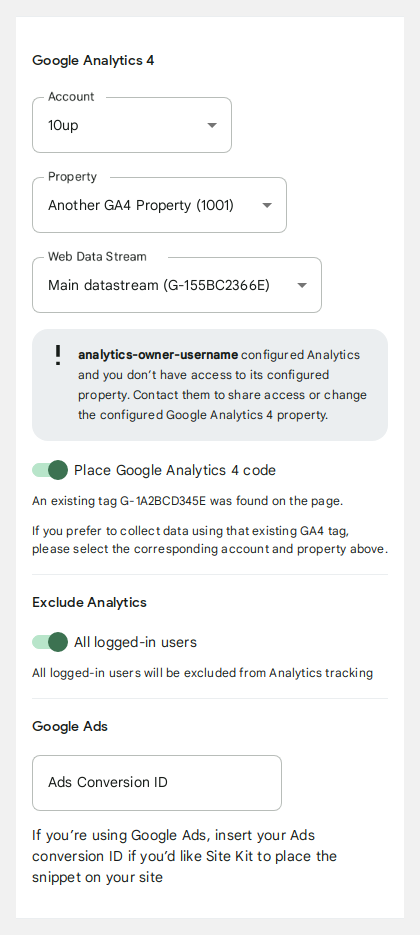 Google Analytics 4
Account
10up
Property
Another GA4 Property (1001)
Web Data Stream
Main datastream (G-155BC2366E)
! analytics-owner-username configured Analytics
and you don’t have access to its configured
property. Contact them to share access or change
the configured Google Analytics 4 property.
Place Google Analytics 4 code
An existing tag G-1A2BCD345E was found on the page.
If you prefer to collect data using that existing GA4 tag,
please select the corresponding account and property above.
Exclude Analytics
All logged-in users
All logged-in users will be excluded from Analytics tracking
Google Ads
Ads Conversion ID
If you’re using Google Ads, insert your Ads
conversion ID if you’d like Site Kit to place the
snippet on your site